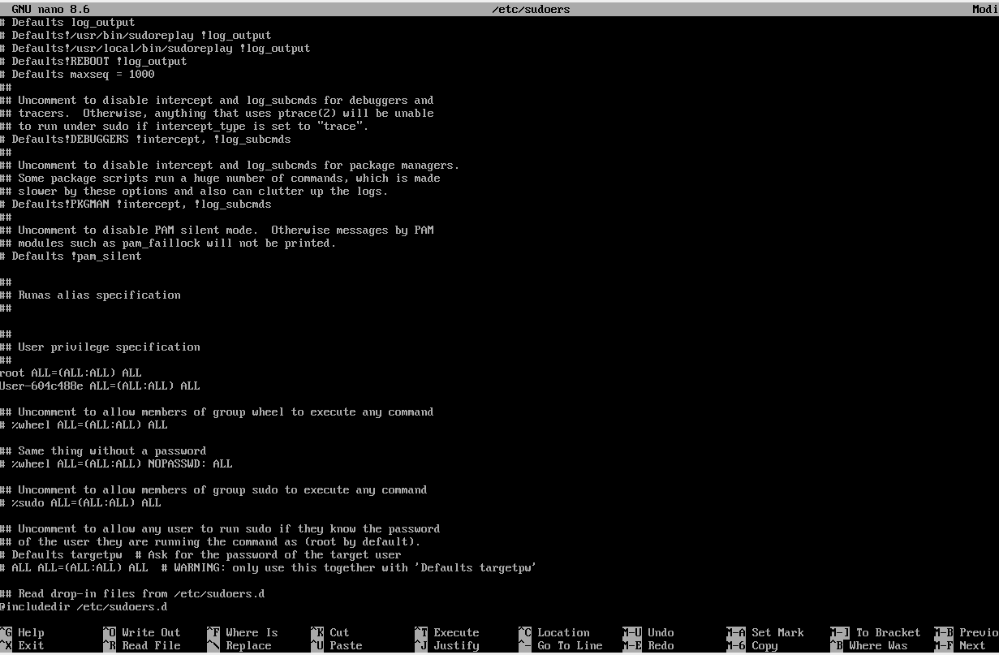 GNU nano 8.6 /etc/sudoers Modi
# Defaults log_output
# Defaults!/usr/bin/sudoreplay !log_output
# Defaults!/usr/local/bin/sudoreplay !log_output
# Defaults!REBOOT !log_output
# Defaults maxseq = 1000
##
## Uncomment to disable intercept and log_subcmds for debuggers and
## tracers.  Otherwise, anything that uses ptrace(2) will be unable
## to run under sudo if intercept_type is set to "trace".
# Defaults!DEBUGGERS !intercept, !log_subcmds
##
## Uncomment to disable intercept and log_subcmds for package managers.
## Some package scripts run a huge number of commands, which is made
## slower by these options and also can clutter up the logs.
# Defaults!PKGMAN !intercept, !log_subcmds
##
## Uncomment to disable PAM silent mode.  Otherwise messages by PAM
## modules such as pam_faillock will not be printed.
# Defaults !pam_silent
##
## Runas alias specification
##
##
## User privilege specification
##
root ALL=(ALL:ALL) ALL
User-604c488e ALL=(ALL:ALL) ALL
## Uncomment to allow members of group wheel to execute any command
# %wheel ALL=(ALL:ALL) ALL
## Same thing without a password
# %wheel ALL=(ALL:ALL) NOPASSWD: ALL
## Uncomment to allow members of group sudo to execute any command
# %sudo ALL=(ALL:ALL) ALL
## Uncomment to allow any user to run sudo if they know the password
## of the user they are running the command as (root by default).
# Defaults targetpw  # Ask for the password of the target user
# ALL ALL=(ALL:ALL) ALL  # WARNING: only use this together with 'Defaults targetpw'
## Read drop-in files from /etc/sudoers.d
@includedir /etc/sudoers.d
^G Help ^O Write Out ^F Where Is ^K Cut ^T Execute ^C Location M-U Undo M-A Set Mark M-] To Bracket M-B Previo
^X Exit ^R Read File ^\ Replace ^U Paste ^J Justify ^- Go To Line M-E Redo M-6 Copy ^B Where Was M-F Next